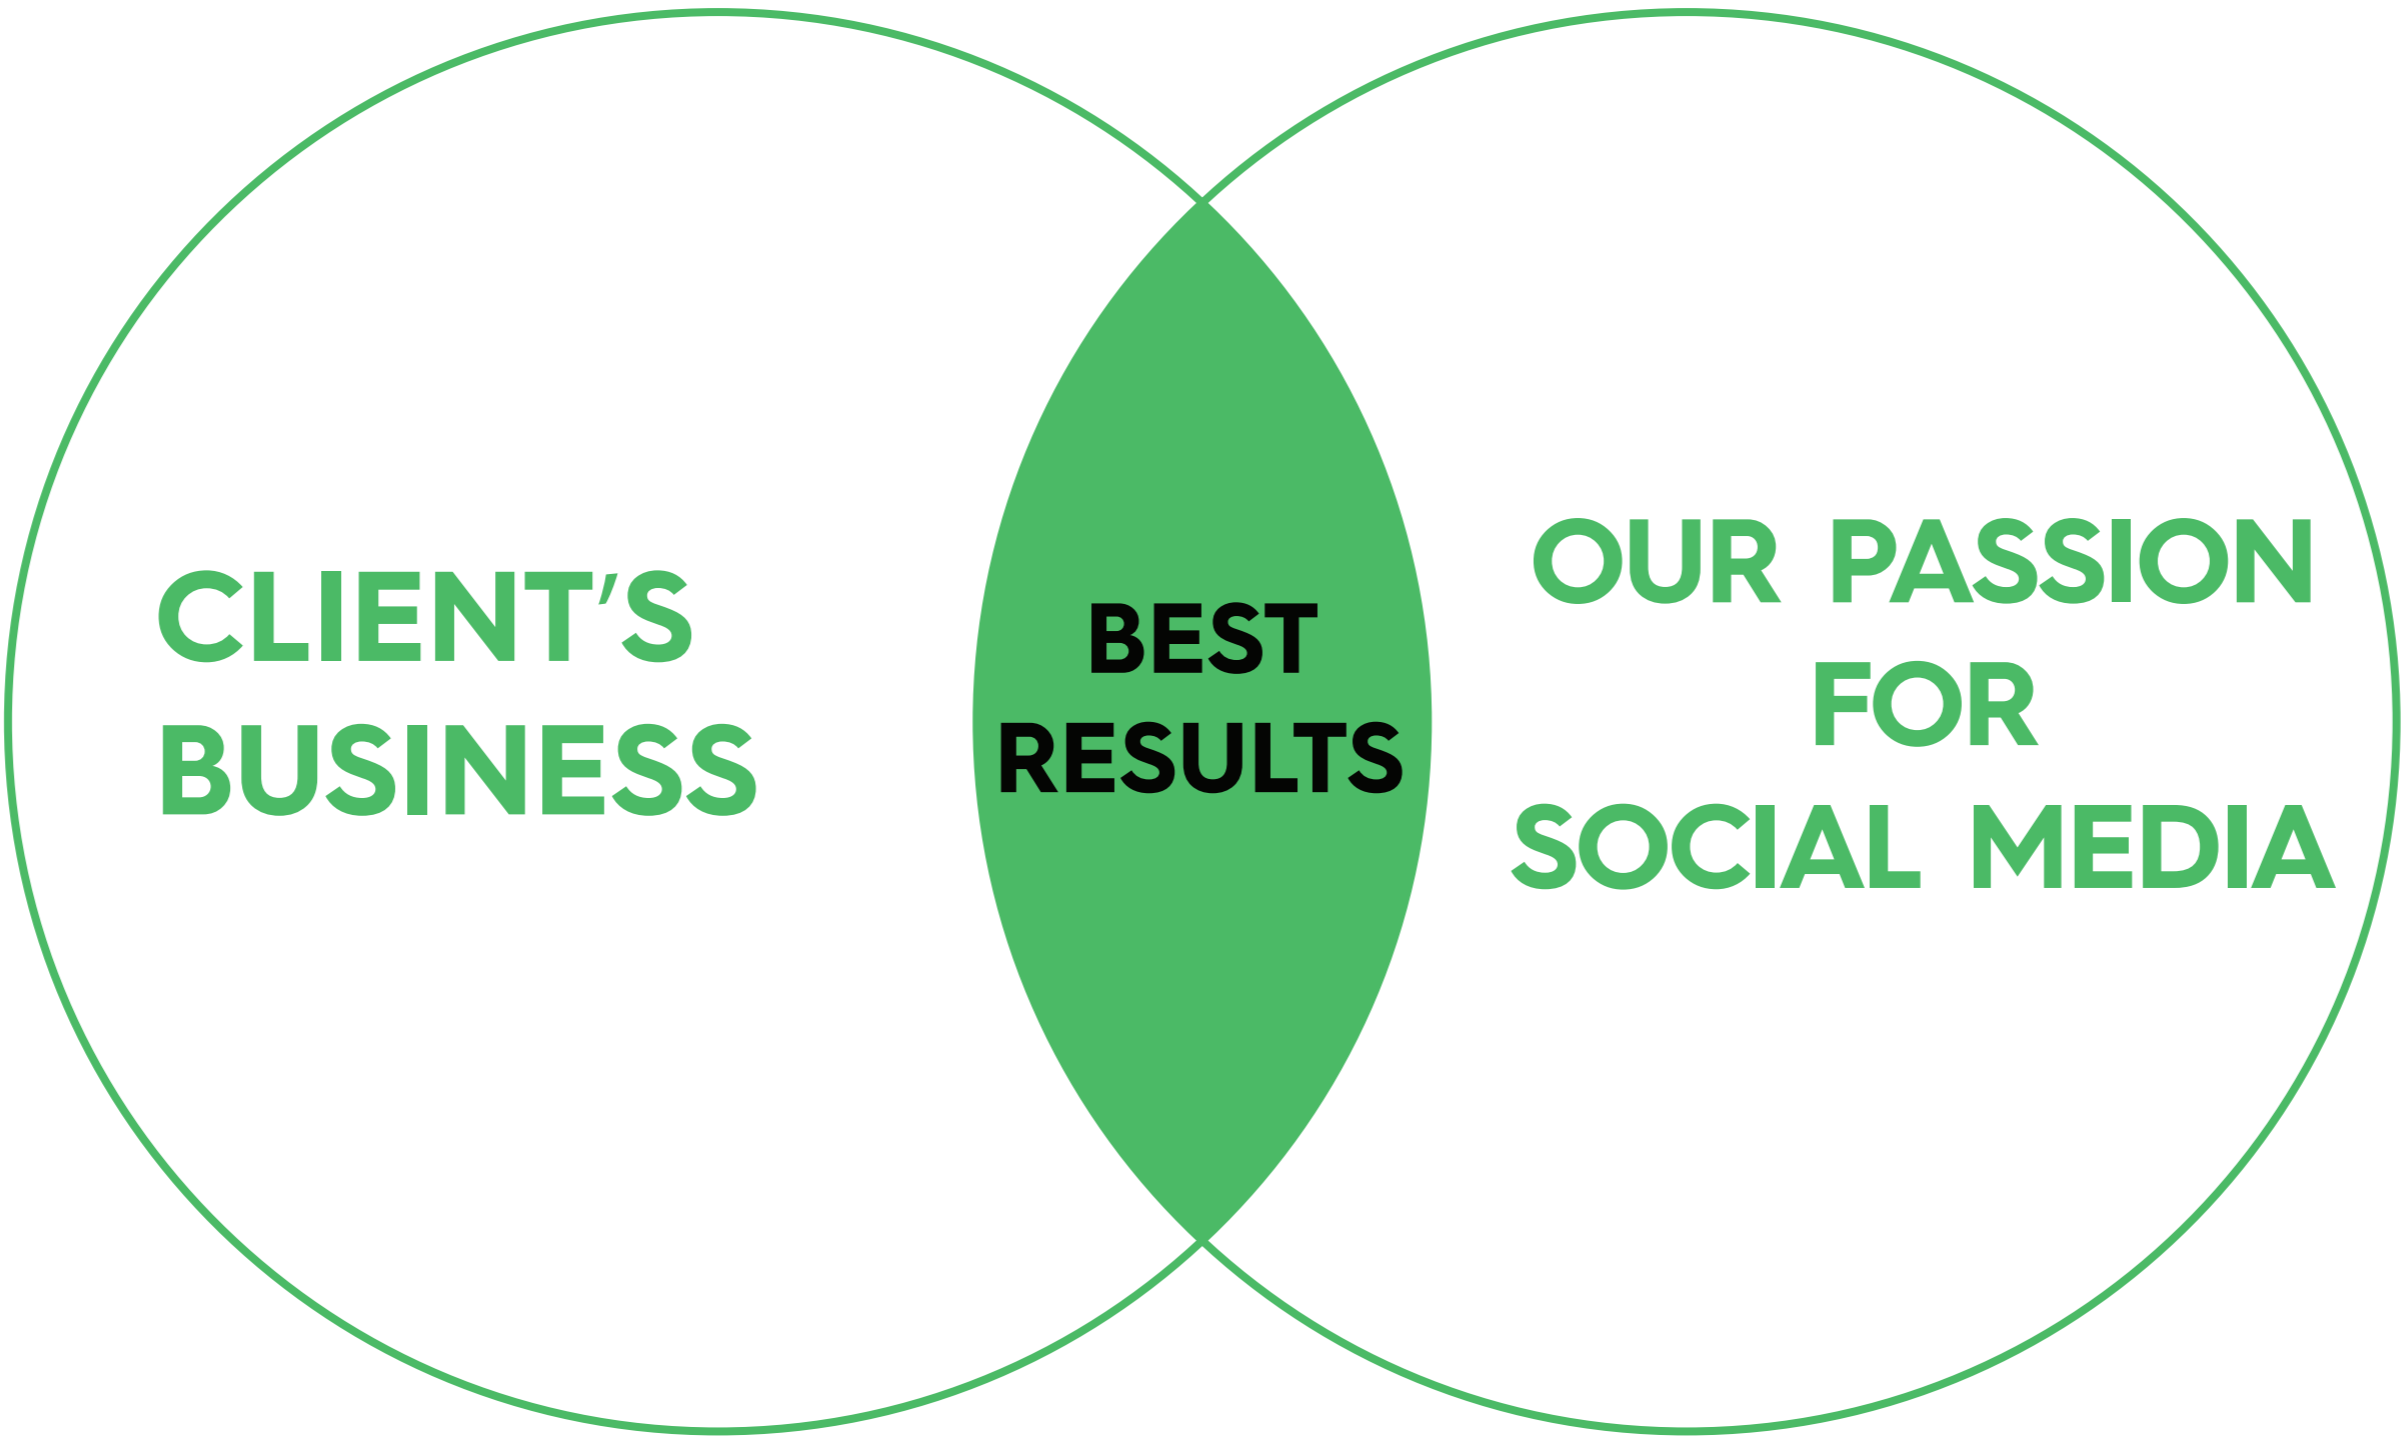 CLIENT'S
BUSINESS
BEST
RESULTS
OUR PASSION
FOR
SOCIAL MEDIA